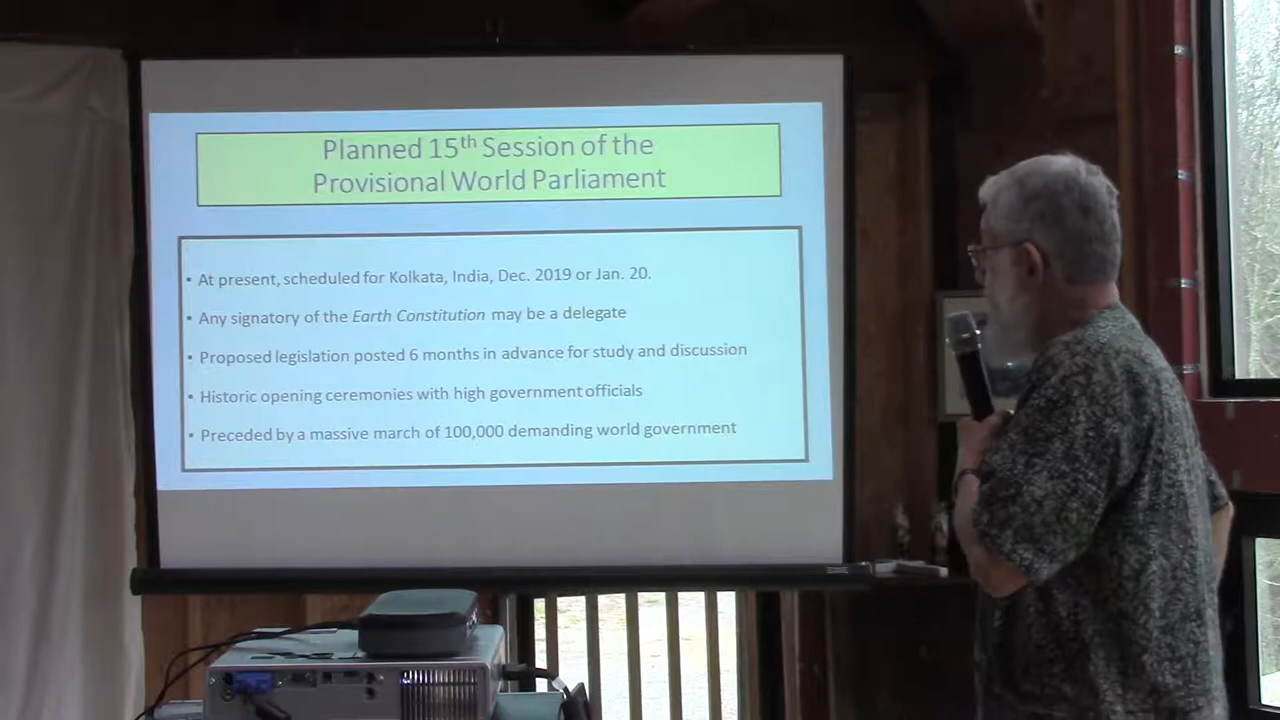 Planned 15th Session of the
Provisional World Parliament
• At present, scheduled for Kolkata, India, Dec. 2019 or Jan. 20.
• Any signatory of the Earth Constitution may be a delegate
• Proposed legislation posted 6 months in advance for study and discussion
• Historic opening ceremonies with high government officials
• Preceded by a massive march of 100,000 demanding world government